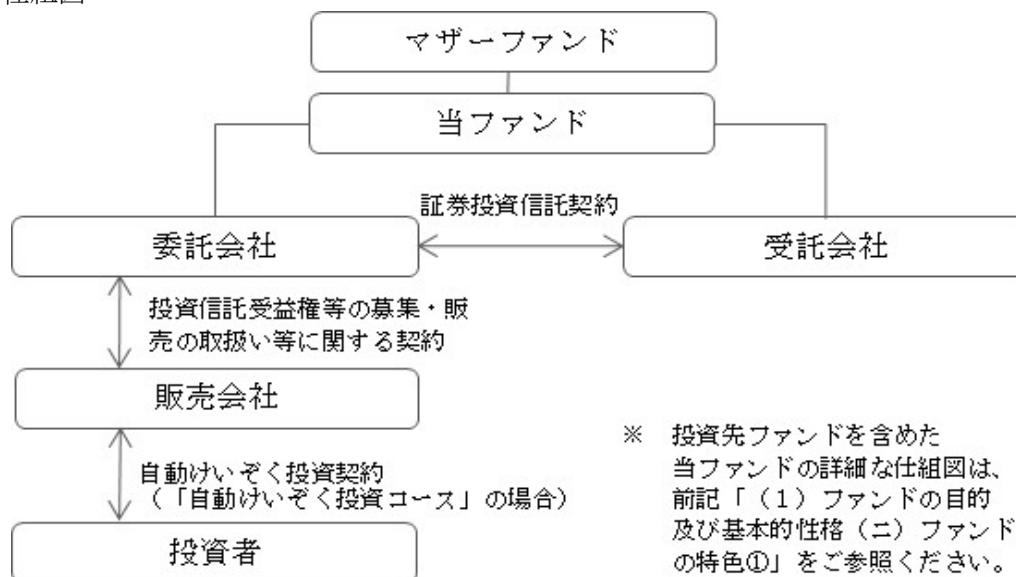 マザーファンド
当ファンド
証券投資信託契約
委託会社
受託会社
投資信託受益権等の募集・販
売の取扱い等に関する契約
販売会社
自動けいぞく投資契約
(「自動けいぞく投資コース」の場合)
投資者
※ 投資先ファンドを含めた
当ファンドの詳細な仕組図は、
前記「(1)ファンドの目的
及び基本的性格(ニ)ファンド
の特色①」をご参照ください。